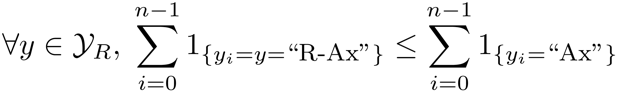 ∀y ∈ 𝒴_R, ∑_{i=0}^{n−1} 1_{{y_i=y="R-Ax"}} ≤ ∑_{i=0}^{n−1} 1_{{y_i="Ax"}}